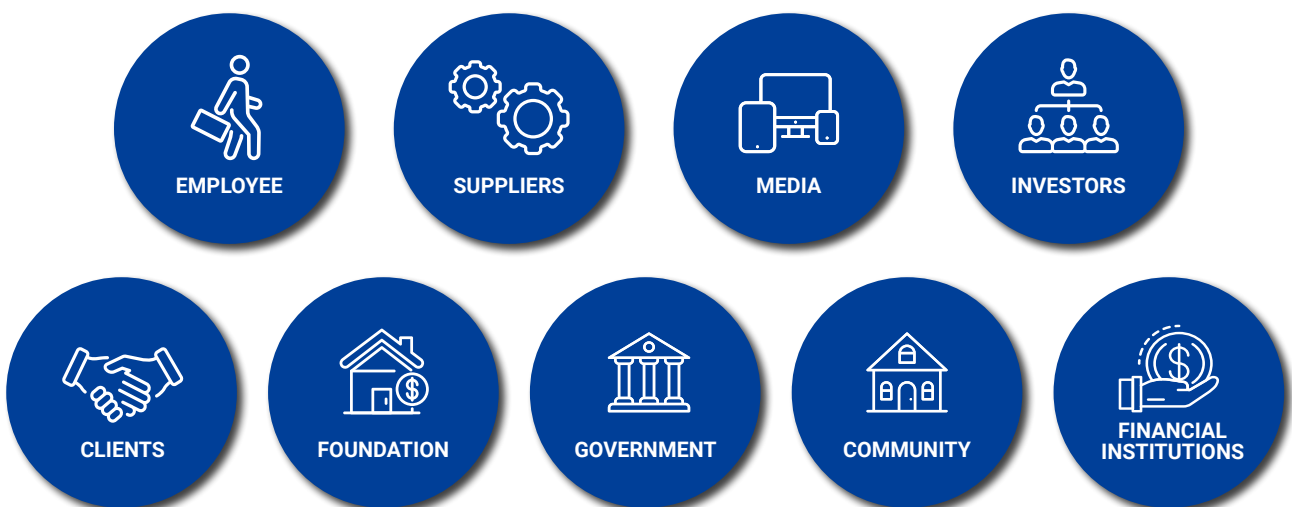 EMPLOYEE
SUPPLIERS
MEDIA
INVESTORS
CLIENTS
FOUNDATION
GOVERNMENT
COMMUNITY
FINANCIAL
INSTITUTIONS